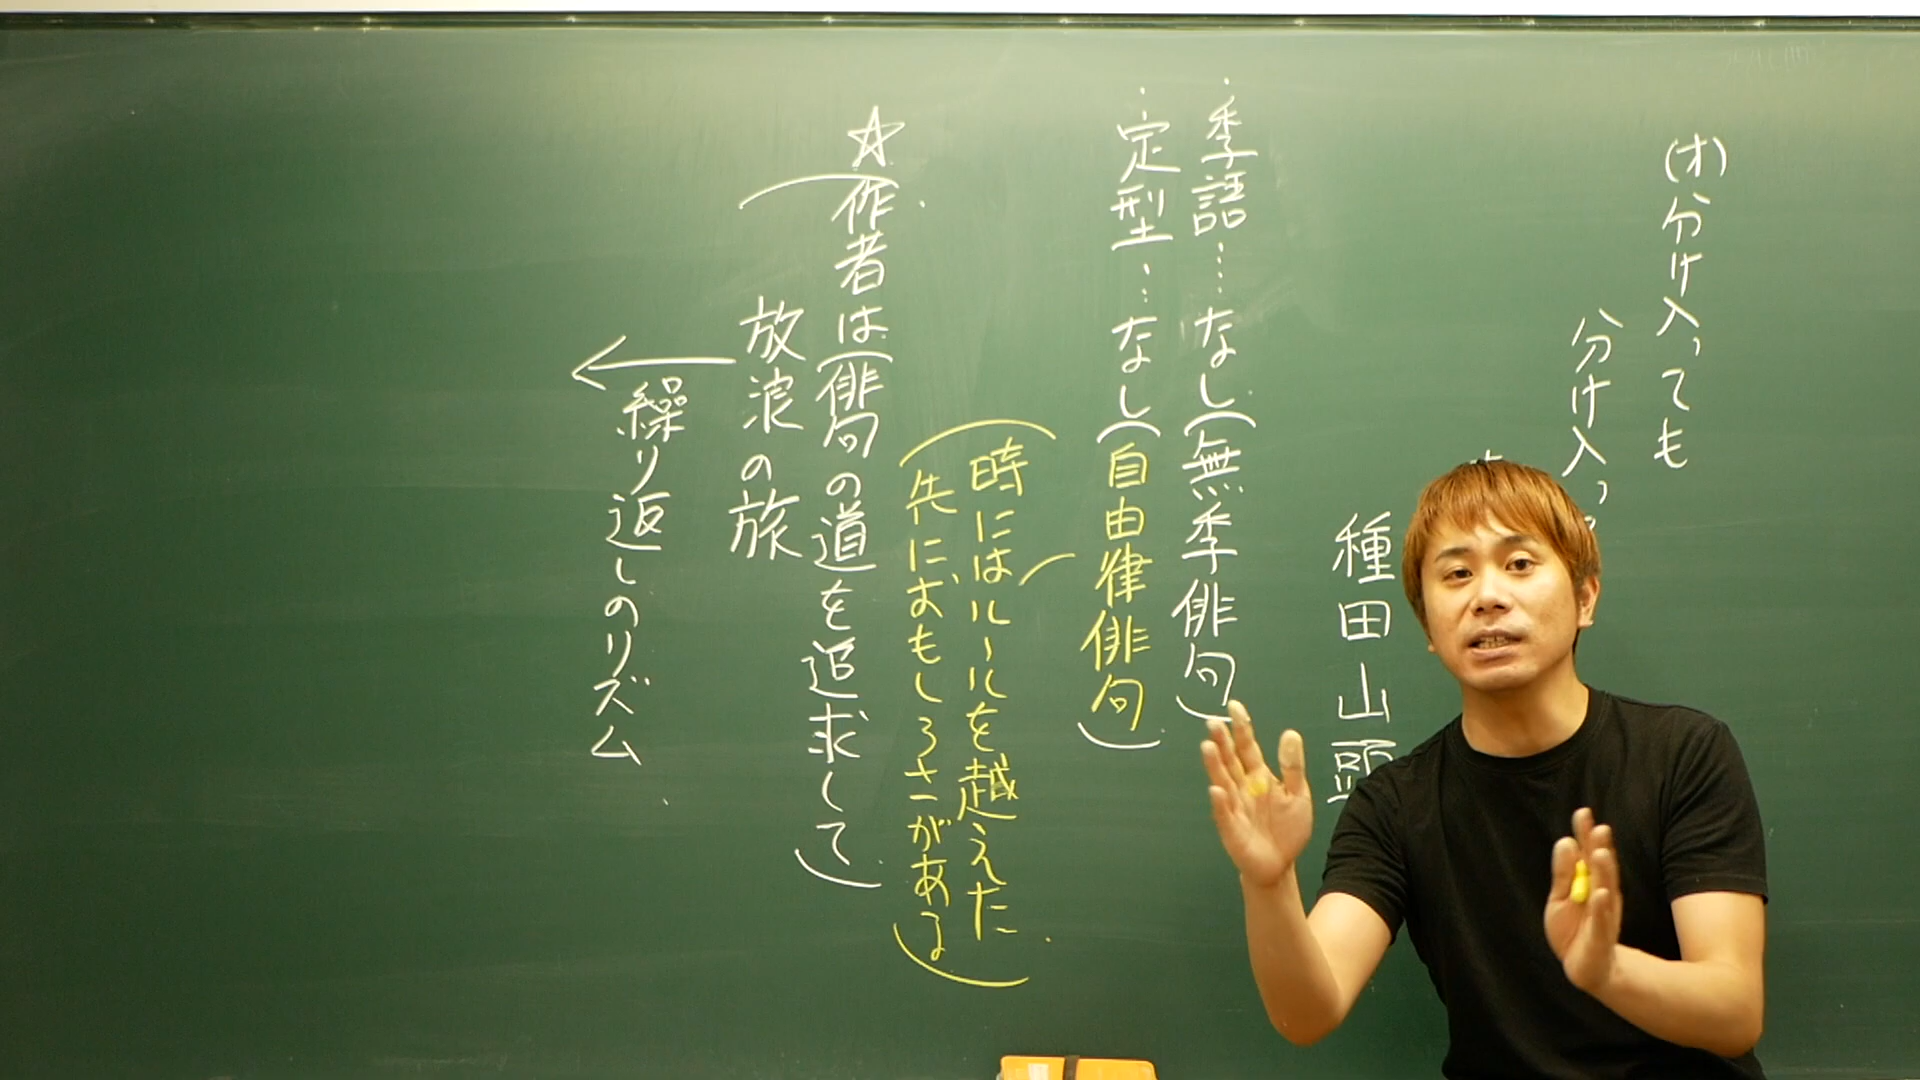 (オ)分け入っても
分け入っ
種田山頭
・季語…なし(無季俳句)
・定型…なし(自由律俳句)
時にはルールを越えた
先におもしろさがある
☆作者は(俳句の道を追求して)
放浪の旅
繰り返しのリズム